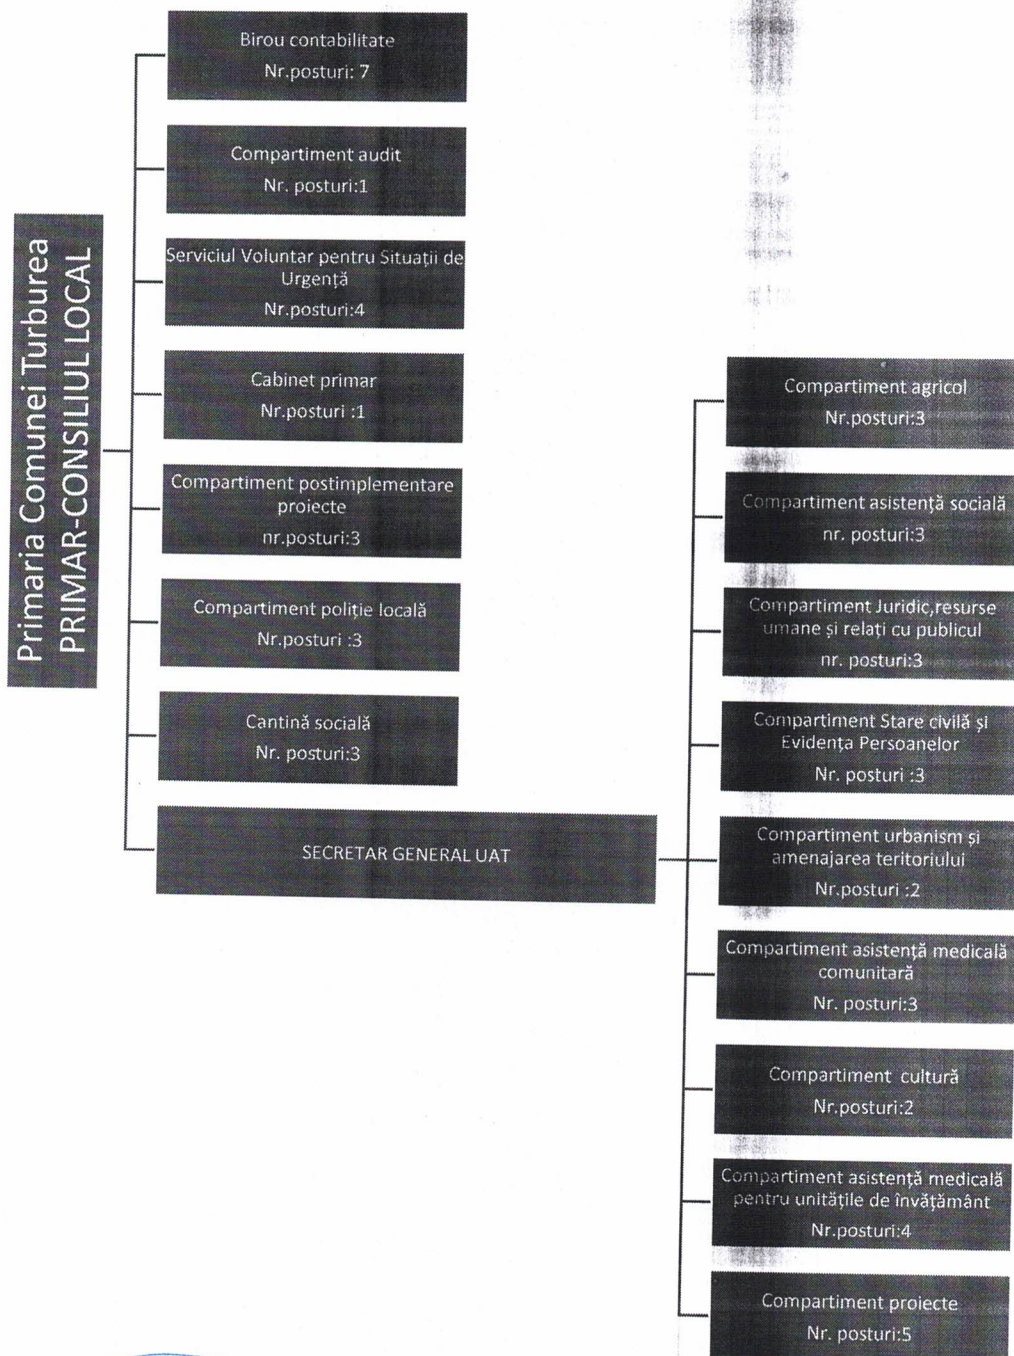 Primaria Comunei Turburea
PRIMAR-CONSILIUL LOCAL
Birou contabilitate
Nr.posturi: 7
Compartiment audit
Nr. posturi:1
Serviciul Voluntar pentru Situații de
Urgență
Nr.posturi:4
Cabinet primar
Nr.posturi :1
Compartiment postimplementare
proiecte
nr.posturi:3
Compartiment poliție locală
Nr.posturi :3
Cantină socială
Nr. posturi:3
SECRETAR GENERAL UAT
Compartiment agricol
Nr.posturi:3
Compartiment asistență socială
nr. posturi:3
Compartiment Juridic,resurse
umane și relați cu publicul
nr. posturi:3
Compartiment Stare civilă și
Evidența Persoanelor
Nr. posturi :3
Compartiment urbanism și
amenajarea teritoriului
Nr.posturi :2
Compartiment asistență medicală
comunitară
Nr. posturi:3
Compartiment cultură
Nr.posturi:2
Compartiment asistență medicală
pentru unitățile de învățământ
Nr.posturi:4
Compartiment proiecte
Nr. posturi:5